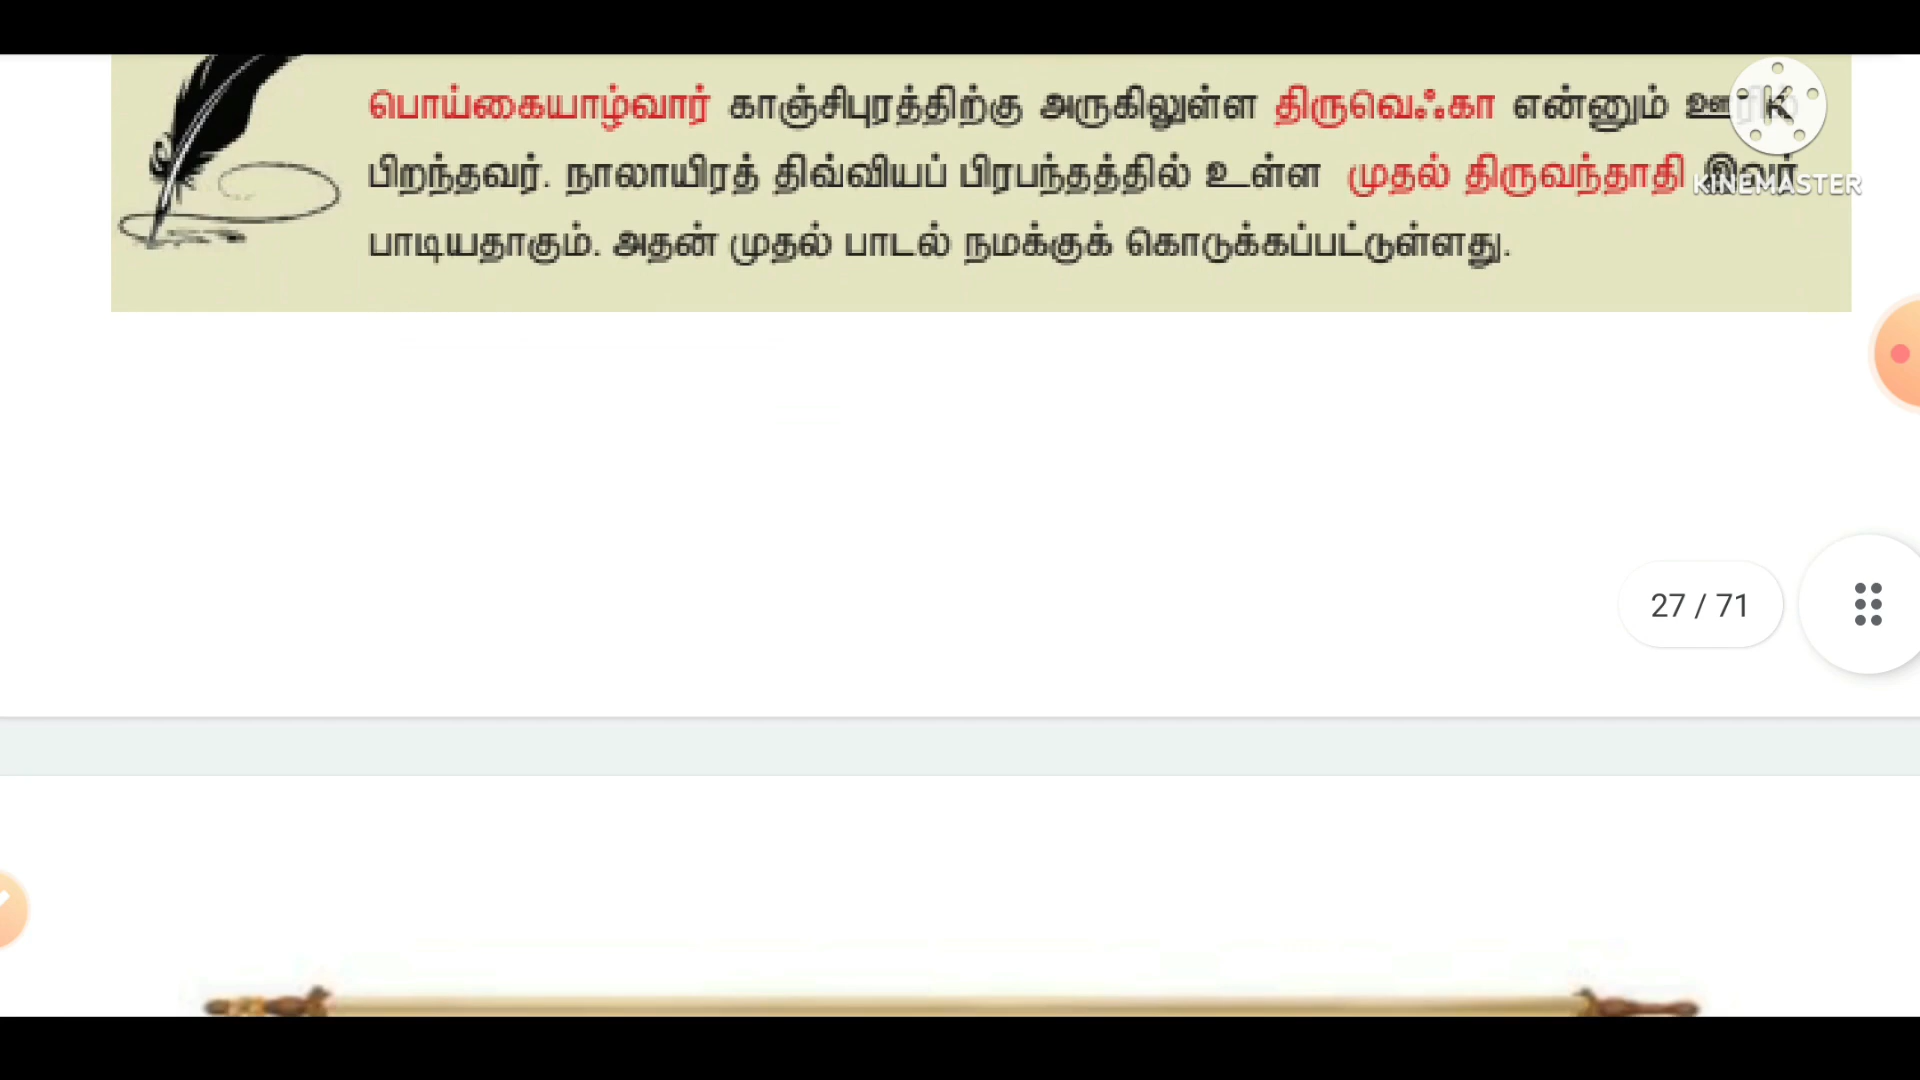 பொய்கையாழ்வார் காஞ்சிபுரத்திற்கு அருகிலுள்ள திருவெஃகா என்னும்
பிறந்தவர். நாலாயிரத் திவ்வியப் பிரபந்தத்தில் உள்ள முதல் திருவந்தாதி இவர்
KINEMASTER
பாடியதாகும். அதன் முதல் பாடல் நமக்குக் கொடுக்கப்பட்டுள்ளது.
27 / 71